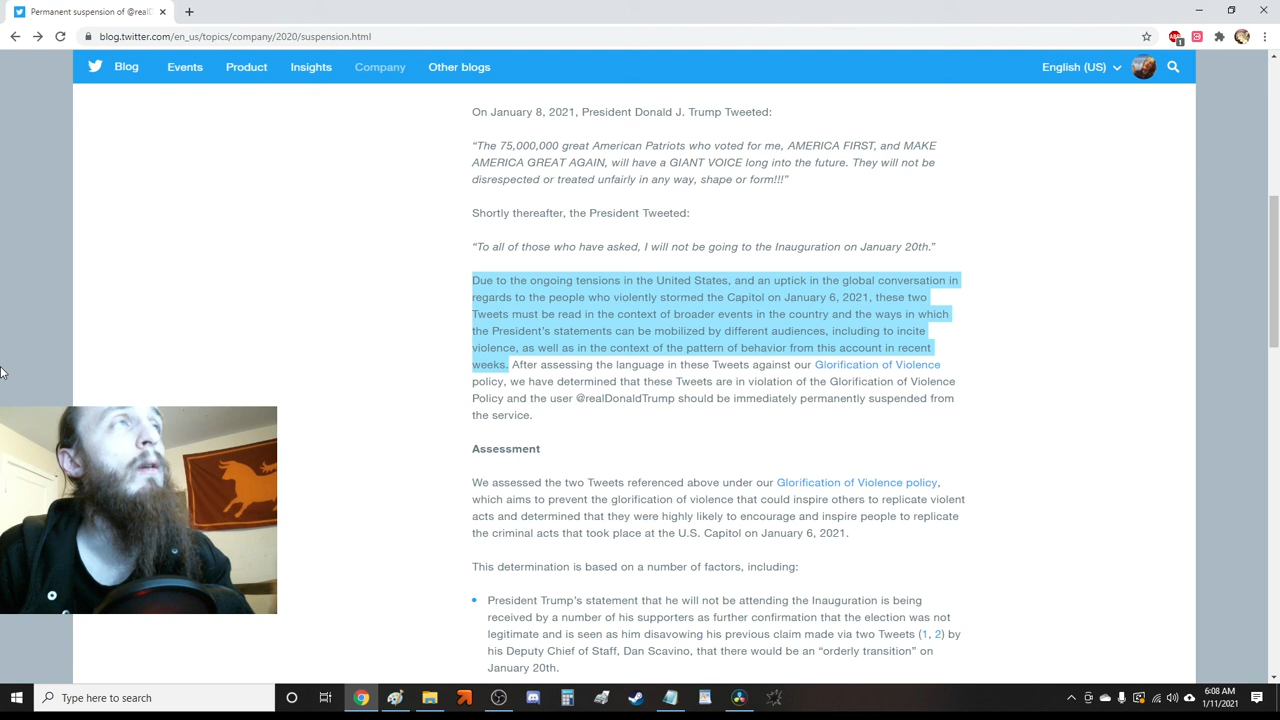 Permanent suspension of @realD
blog.twitter.com/en_us/topics/company/2020/suspension.html
1
Blog Events Product Insights Company Other blogs English (US)
On January 8, 2021, President Donald J. Trump Tweeted:
“The 75,000,000 great American Patriots who voted for me, AMERICA FIRST, and MAKE
AMERICA GREAT AGAIN, will have a GIANT VOICE long into the future. They will not be
disrespected or treated unfairly in any way, shape or form!!!”
Shortly thereafter, the President Tweeted:
“To all of those who have asked, I will not be going to the Inauguration on January 20th.”
Due to the ongoing tensions in the United States, and an uptick in the global conversation in
regards to the people who violently stormed the Capitol on January 6, 2021, these two
Tweets must be read in the context of broader events in the country and the ways in which
the President’s statements can be mobilized by different audiences, including to incite
violence, as well as in the context of the pattern of behavior from this account in recent
weeks. After assessing the language in these Tweets against our Glorification of Violence
policy, we have determined that these Tweets are in violation of the Glorification of Violence
Policy and the user @realDonaldTrump should be immediately permanently suspended from
the service.
Assessment
We assessed the two Tweets referenced above under our Glorification of Violence policy,
which aims to prevent the glorification of violence that could inspire others to replicate violent
acts and determined that they were highly likely to encourage and inspire people to replicate
the criminal acts that took place at the U.S. Capitol on January 6, 2021.
This determination is based on a number of factors, including:
President Trump’s statement that he will not be attending the Inauguration is being
received by a number of his supporters as further confirmation that the election was not
legitimate and is seen as him disavowing his previous claim made via two Tweets (1, 2) by
his Deputy Chief of Staff, Dan Scavino, that there would be an “orderly transition” on
January 20th.
Type here to search
6:08 AM
1/11/2021